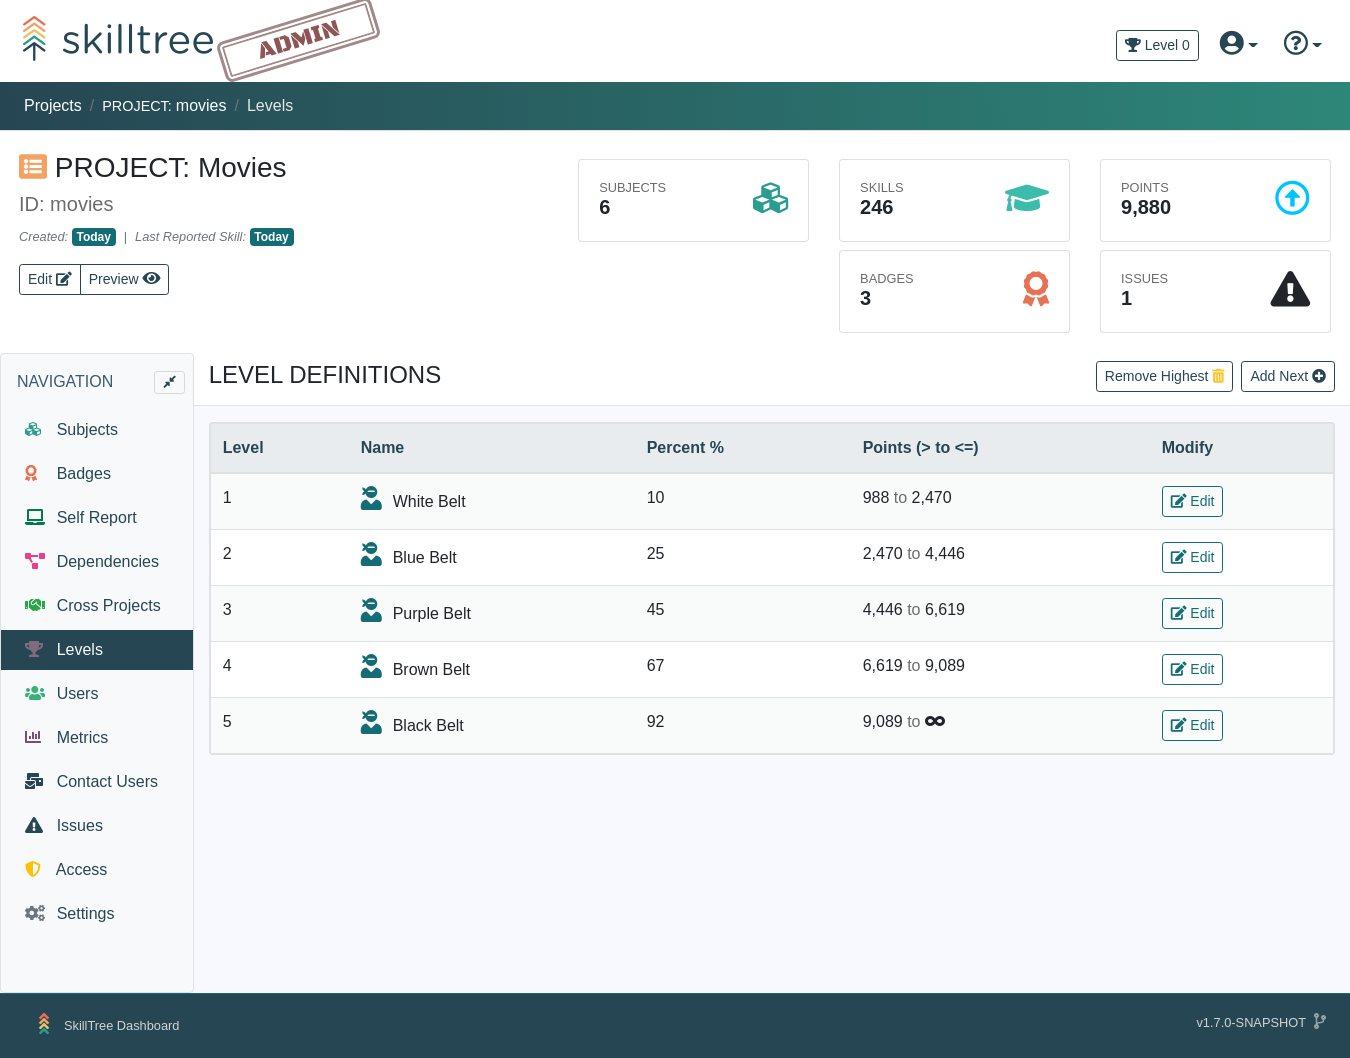 skilltree ADMIN
Level 0
Projects / PROJECT: movies / Levels
PROJECT: Movies
ID: movies
Created: Today | Last Reported Skill: Today
Edit Preview
SUBJECTS
6
SKILLS
246
POINTS
9,880
BADGES
3
ISSUES
1
NAVIGATION
Subjects
Badges
Self Report
Dependencies
Cross Projects
Levels
Users
Metrics
Contact Users
Issues
Access
Settings
LEVEL DEFINITIONS
Remove Highest Add Next
Level Name Percent % Points (> to <=) Modify
1 White Belt 10 988 to 2,470 Edit
2 Blue Belt 25 2,470 to 4,446 Edit
3 Purple Belt 45 4,446 to 6,619 Edit
4 Brown Belt 67 6,619 to 9,089 Edit
5 Black Belt 92 9,089 to ∞ Edit
SkillTree Dashboard
v1.7.0-SNAPSHOT